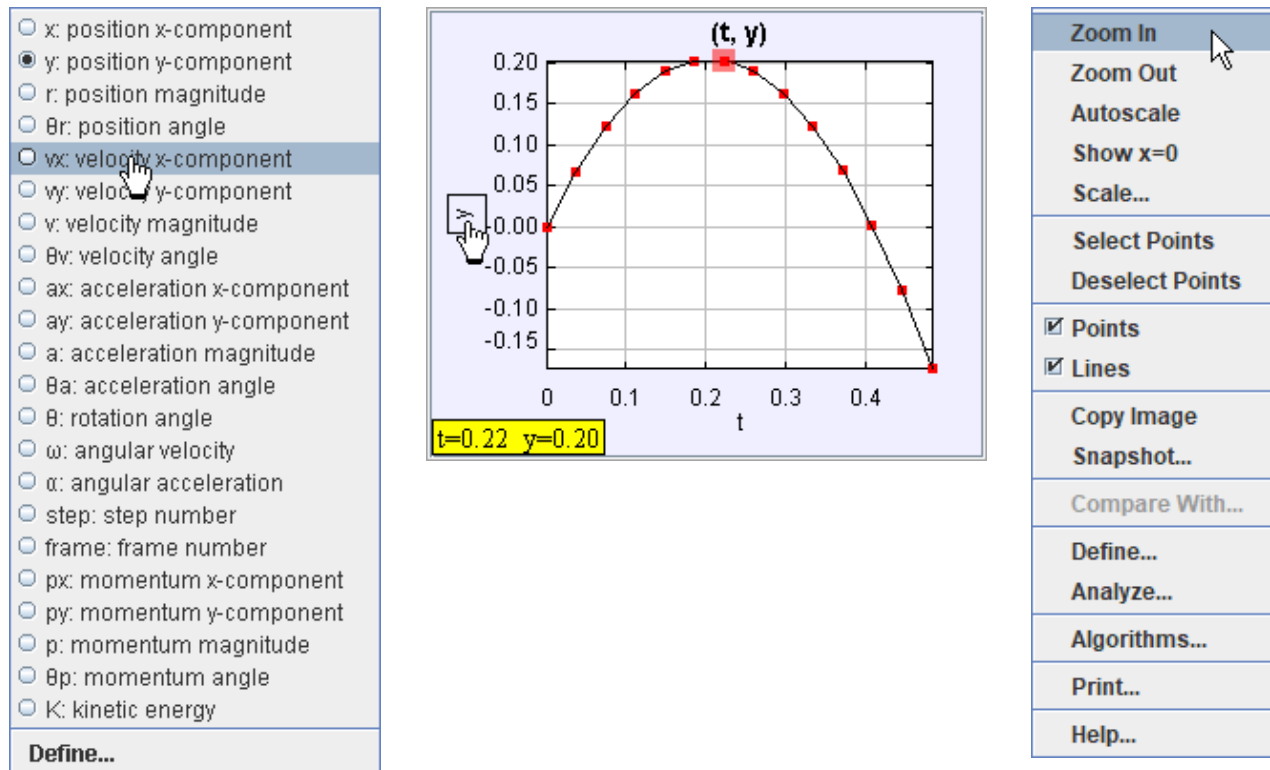 x: position x-component
y: position y-component
r: position magnitude
θr: position angle
vx: velocity x-component
vy: velocity y-component
v: velocity magnitude
θv: velocity angle
ax: acceleration x-component
ay: acceleration y-component
a: acceleration magnitude
θa: acceleration angle
θ: rotation angle
ω: angular velocity
α: angular acceleration
step: step number
frame: frame number
px: momentum x-component
py: momentum y-component
p: momentum magnitude
θp: momentum angle
K: kinetic energy
Define...
(t, y)
0.20
0.15
0.10
0.05
-0.00
-0.05
-0.10
-0.15
y
0 0.1 0.2 0.3 0.4
t
t=0.22 y=0.20
Zoom In
Zoom Out
Autoscale
Show x=0
Scale...
Select Points
Deselect Points
Points
Lines
Copy Image
Snapshot...
Compare With...
Define...
Analyze...
Algorithms...
Print...
Help...